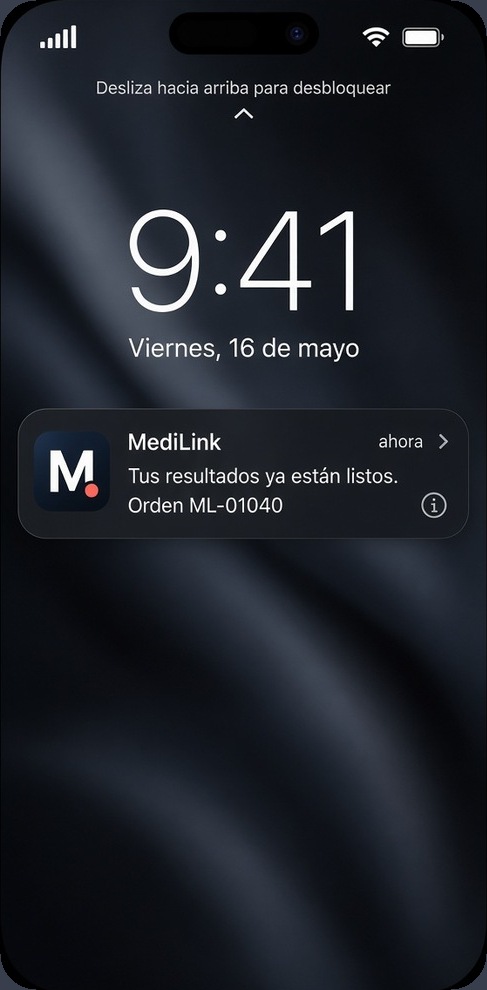 Desliza hacia arriba para desbloquear
9:41
Viernes, 16 de mayo
M
MediLink
ahora
Tus resultados ya están listos.
Orden ML-01040